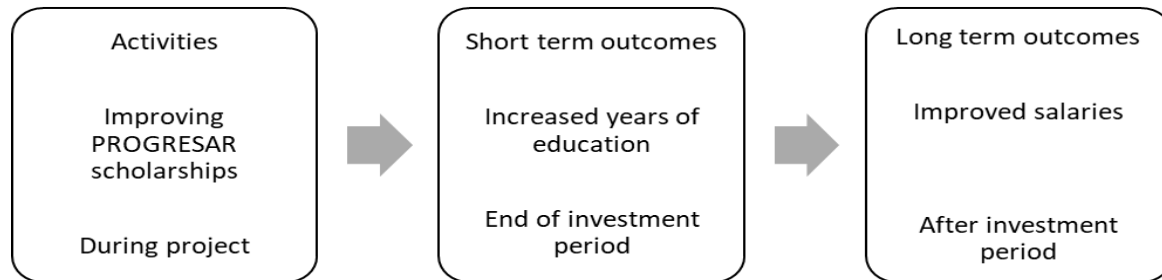 Activities
Improving
PROGRESAR
scholarships
During project
Short term outcomes
Increased years of
education
End of investment
period
Long term outcomes
Improved salaries
After investment
period